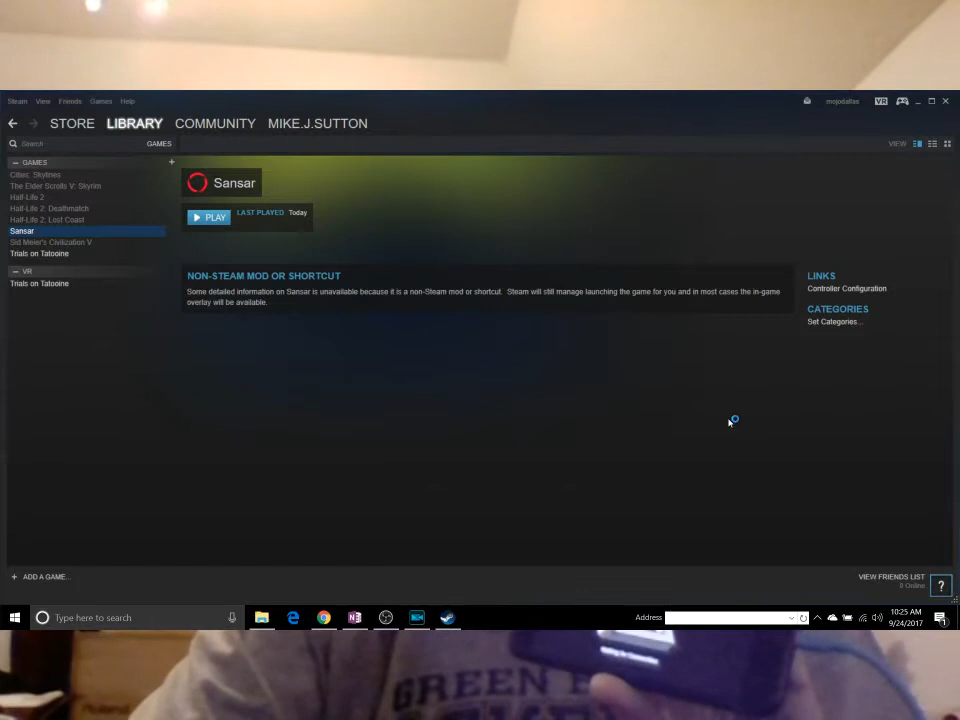 Steam View Friends Games Help
mojodallas VR
STORE LIBRARY COMMUNITY MIKE.J.SUTTON
Search GAMES
VIEW
− GAMES +
Cities: Skylines
The Elder Scrolls V: Skyrim
Half-Life 2
Half-Life 2: Deathmatch
Half-Life 2: Lost Coast
Sansar
Sid Meier's Civilization V
Trials on Tatooine
− VR
Trials on Tatooine
Sansar
PLAY
LAST PLAYED Today
NON-STEAM MOD OR SHORTCUT
Some detailed information on Sansar is unavailable because it is a non-Steam mod or shortcut. Steam will still manage launching the game for you and in most cases the in-game
overlay will be available.
LINKS
Controller Configuration
CATEGORIES
Set Categories...
+ ADD A GAME...
VIEW FRIENDS LIST
?
Type here to search
Address
10:25 AM
9/24/2017
GREEN